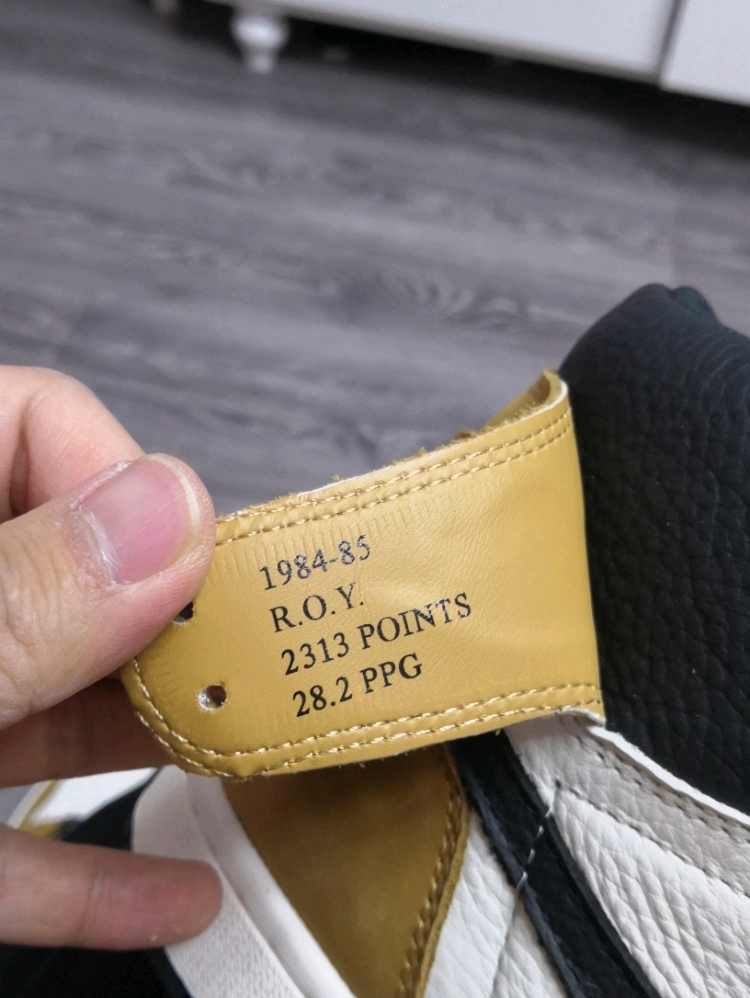 1984-85
R.O.Y.
2313 POINTS
28.2 PPG